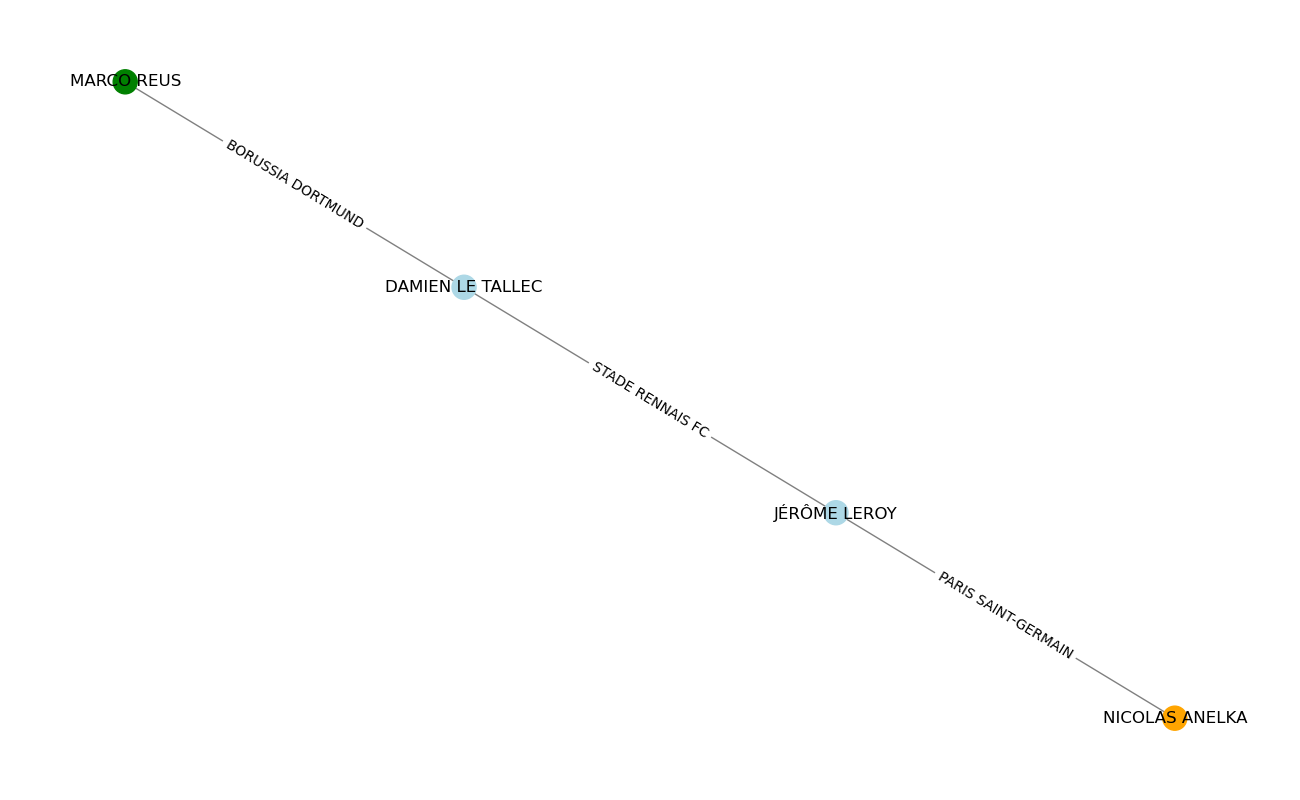 MARCO REUS
BORUSSIA DORTMUND
DAMIEN LE TALLEC
STADE RENNAIS FC
JÉRÔME LEROY
PARIS SAINT-GERMAIN
NICOLAS ANELKA